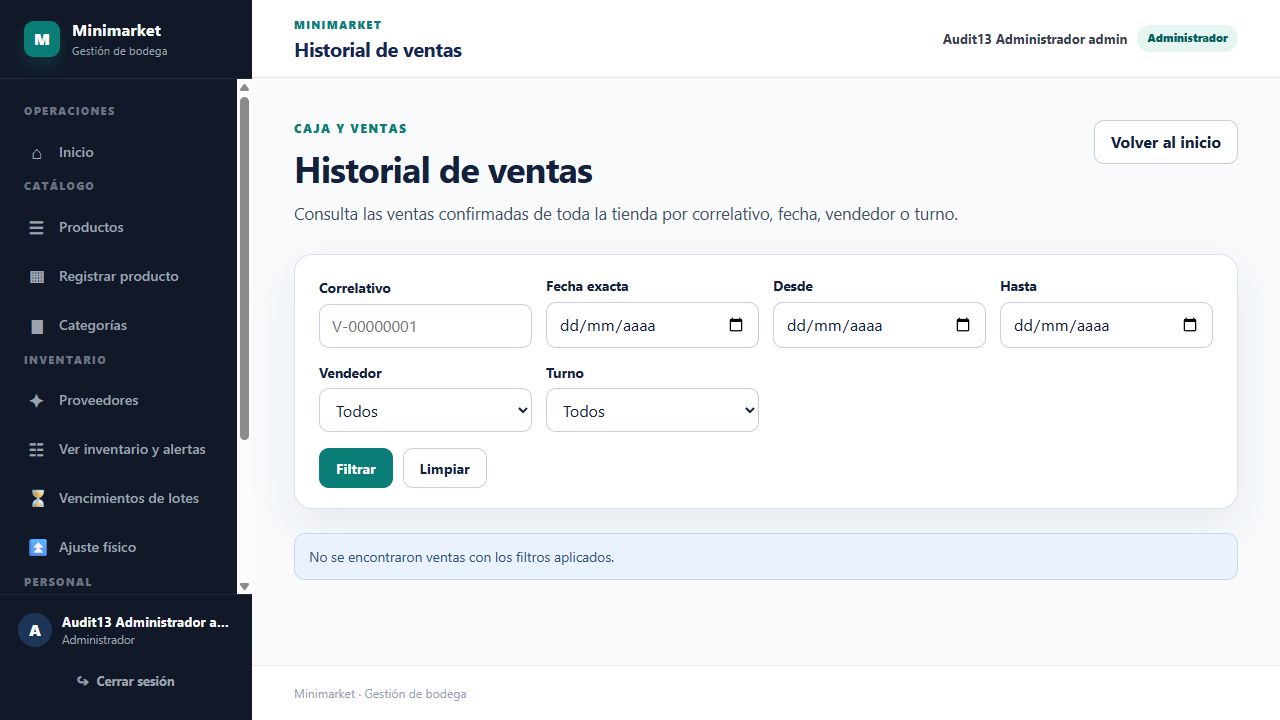 M
Minimarket
Gestión de bodega
OPERACIONES
Inicio
CATÁLOGO
Productos
Registrar producto
Categorías
INVENTARIO
Proveedores
Ver inventario y alertas
Vencimientos de lotes
Ajuste físico
PERSONAL
A
Audit13 Administrador a...
Administrador
Cerrar sesión
MINIMARKET
Historial de ventas
Audit13 Administrador admin
Administrador
CAJA Y VENTAS
Historial de ventas
Volver al inicio
Consulta las ventas confirmadas de toda la tienda por correlativo, fecha, vendedor o turno.
Correlativo
Fecha exacta
Desde
Hasta
V-00000001
dd/mm/aaaa
dd/mm/aaaa
dd/mm/aaaa
Vendedor
Turno
Todos
Todos
Filtrar
Limpiar
No se encontraron ventas con los filtros aplicados.
Minimarket · Gestión de bodega